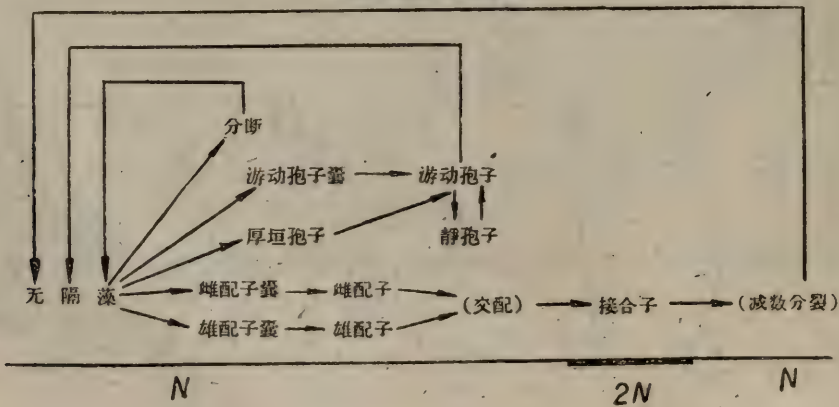 分断
游动孢子囊 游动孢子
厚垣孢子 静孢子
无隔藻 雌配子囊 雌配子 (交配) 接合子 (减数分裂)
雄配子囊 雄配子
N 2N N